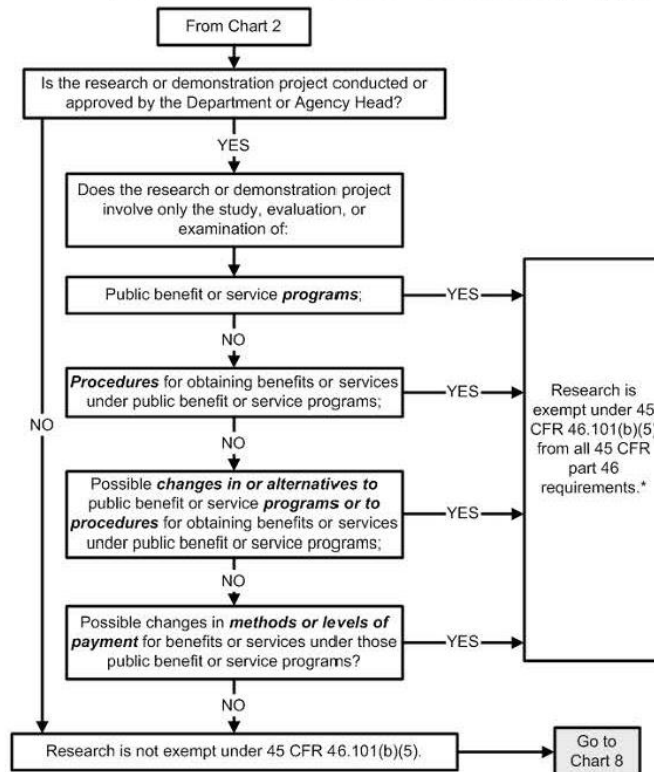 From Chart 2
Is the research or demonstration project conducted or
approved by the Department or Agency Head?
YES
Does the research or demonstration project
involve only the study, evaluation, or
examination of:
Public benefit or service programs;
YES
NO
Procedures for obtaining benefits or services
under public benefit or service programs;
YES
NO
NO
Possible changes in or alternatives to
public benefit or service programs or to
procedures for obtaining benefits or services
under public benefit or service programs;
YES
NO
Possible changes in methods or levels of
payment for benefits or services under those
public benefit or service programs?
YES
NO
Research is
exempt under 45
CFR 46.101(b)(5)
from all 45 CFR
part 46
requirements.*
Research is not exempt under 45 CFR 46.101(b)(5).
Go to
Chart 8